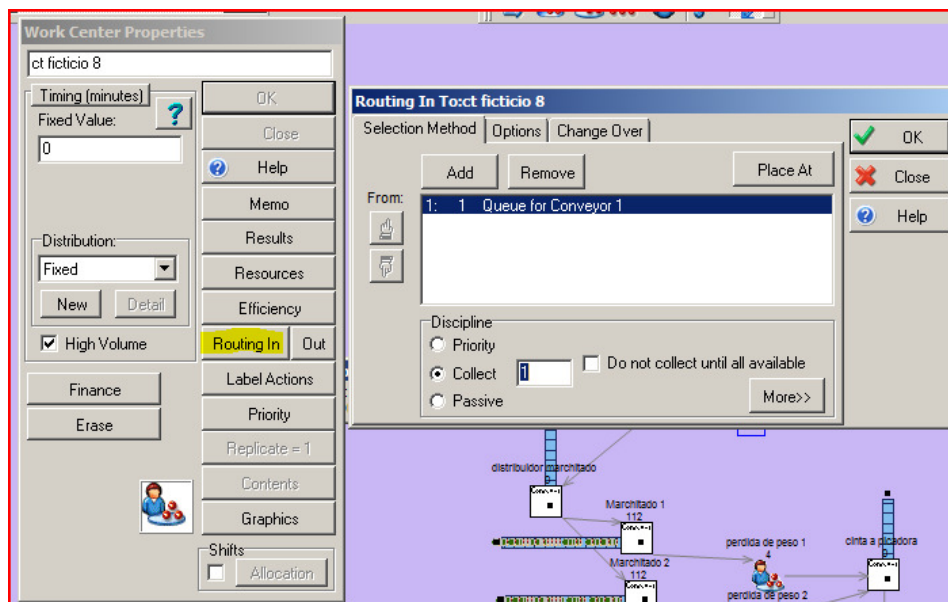 Work Center Properties
ct ficticio 8
Timing (minutes)
Fixed Value:
?
0
Distribution:
Fixed
New Detail
High Volume
Finance
Erase
OK
Close
Help
Memo
Results
Resources
Efficiency
Routing In Out
Label Actions
Priority
Replicate = 1
Contents
Graphics
Shifts
Allocation
Routing In To:ct ficticio 8
Selection Method Options Change Over
Add Remove Place At
From:
1: 1 Queue for Conveyor 1
Discipline
Priority
Collect 1 Do not collect until all available
Passive
More>>
OK
Close
Help
distribuidor marchitado
Marchitado 1
112
Marchitado 2
112
perdida de peso 1
4
perdida de peso 2
cinta a picadora